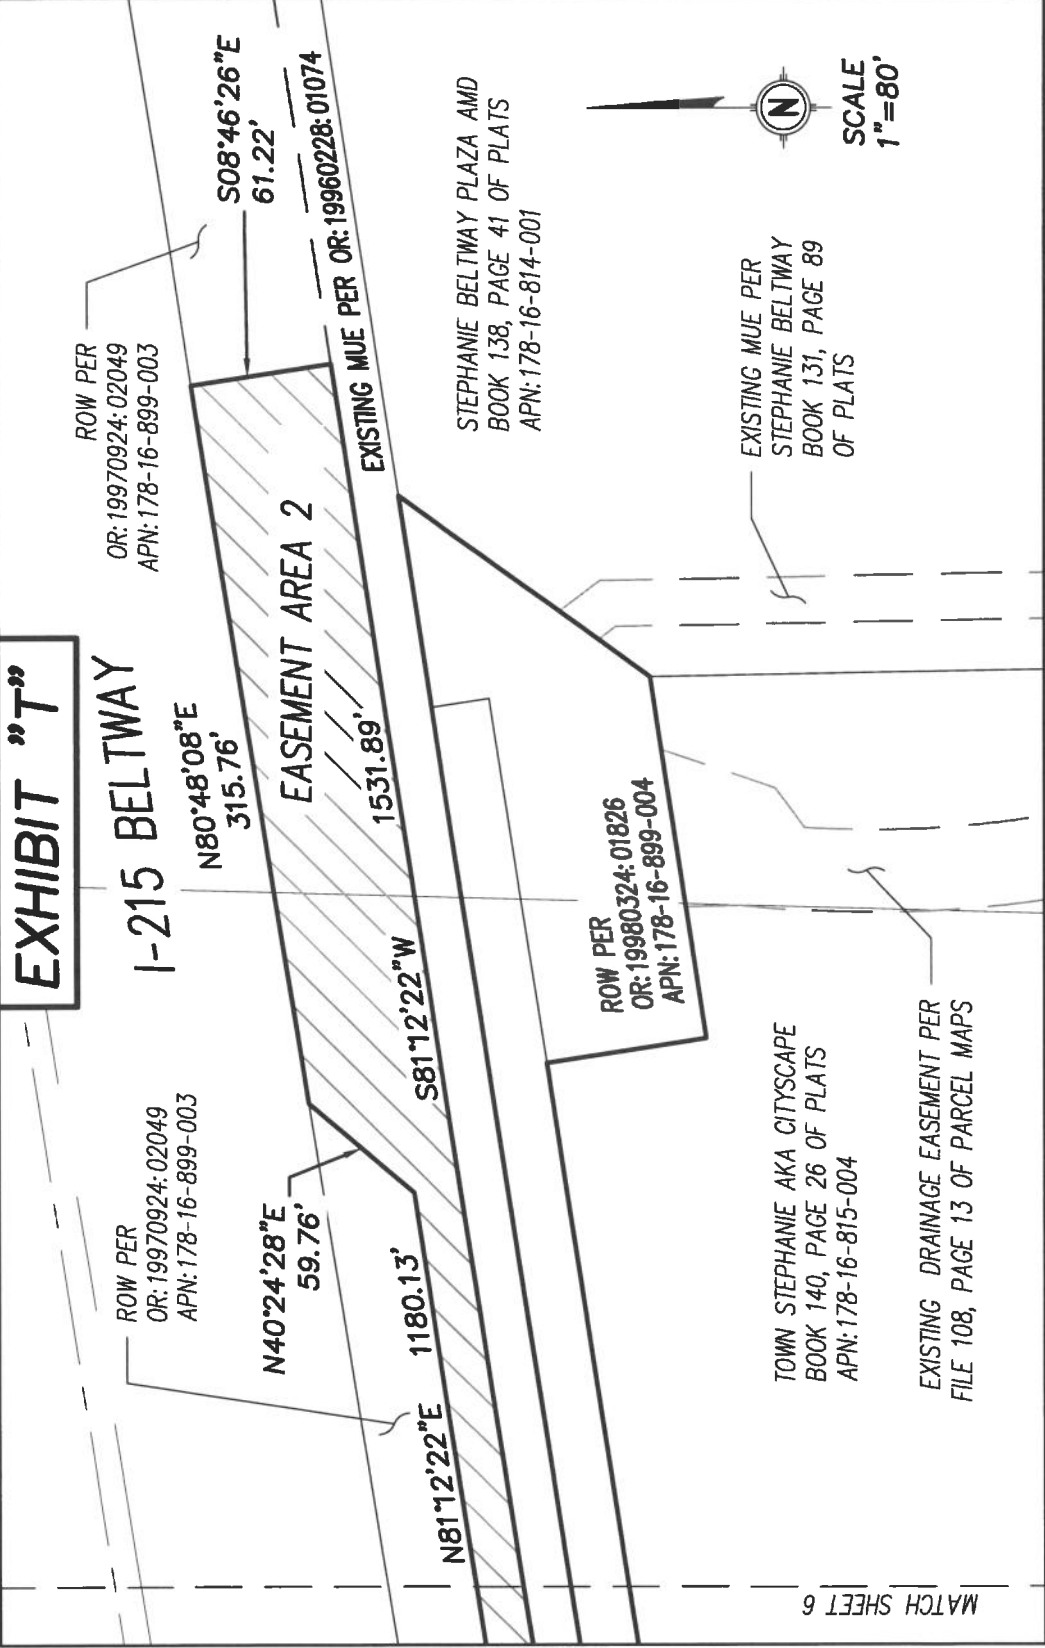 EXHIBIT "T"
I-215 BELTWAY
ROW PER
OR:19970924:02049
APN:178-16-899-003
ROW PER
OR:19970924:02049
APN:178-16-899-003
N80°48'08"E
315.76'
S08°46'26"E
61.22'
N40°24'28"E
59.76'
EASEMENT AREA 2
1531.89'
S81°12'22"W
1180.13'
N81°12'22"E
EXISTING MUE PER OR:19960228:01074
STEPHANIE BELTWAY PLAZA AMD
BOOK 138, PAGE 41 OF PLATS
APN:178-16-814-001
ROW PER
OR:19980324:01826
APN:178-16-899-004
EXISTING MUE PER
STEPHANIE BELTWAY
BOOK 131, PAGE 89
OF PLATS
TOWN STEPHANIE AKA CITYSCAPE
BOOK 140, PAGE 26 OF PLATS
APN:178-16-815-004
EXISTING DRAINAGE EASEMENT PER
FILE 108, PAGE 13 OF PARCEL MAPS
MATCH SHEET 6
N
SCALE
1"=80'